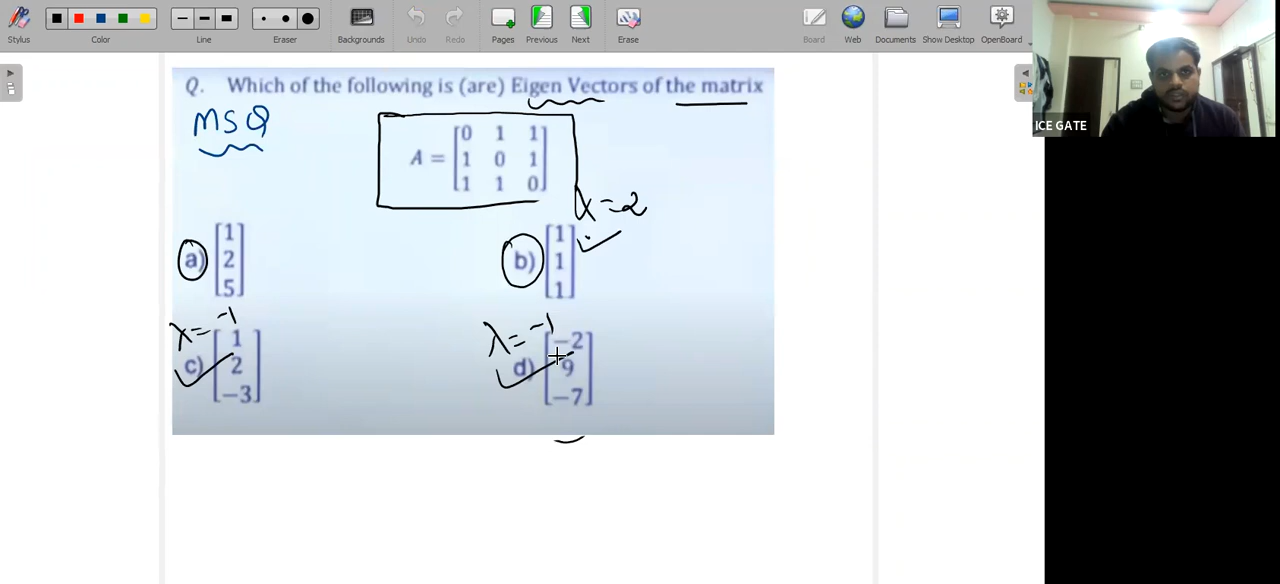 Stylus Color Line Eraser Backgrounds Undo Redo Pages Previous Next Erase Board Web Documents Show Desktop OpenBoard
ICE GATE
Q. Which of the following is (are) Eigen Vectors of the matrix
MSQ
A = [0 1 1
1 0 1
1 1 0]
λ = 2
a) [1
2
5]
b) [1
1
1]
λ = -1
c) [1
2
-3]
λ = -1
d) [-2
9
-7]